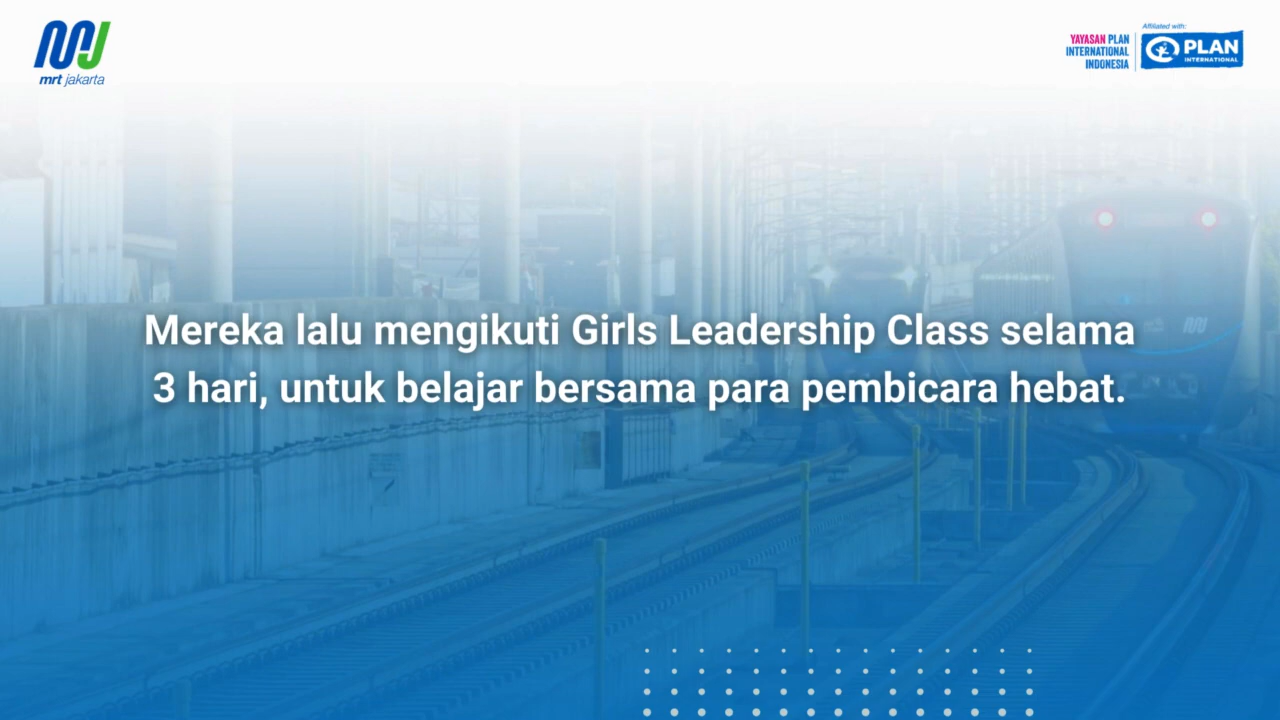 mrt jakarta
Affiliated with:
YAYASAN PLAN
INTERNATIONAL
INDONESIA
PLAN
INTERNATIONAL
Mereka lalu mengikuti Girls Leadership Class selama
3 hari, untuk belajar bersama para pembicara hebat.